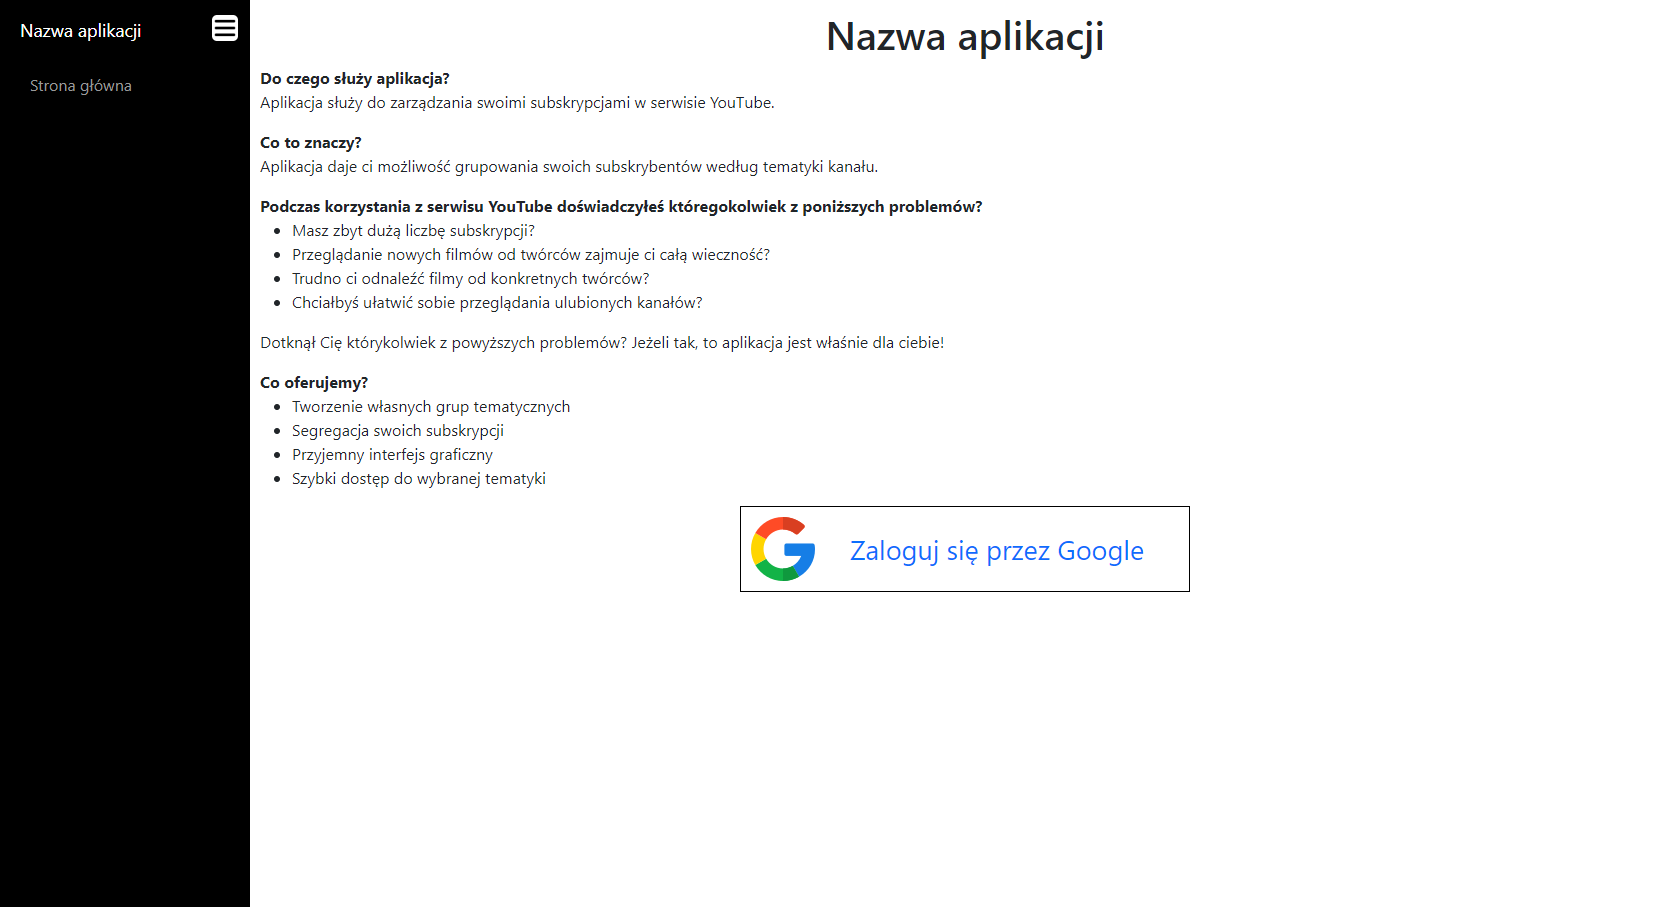 Nazwa aplikacji
Strona główna
Nazwa aplikacji
Do czego służy aplikacja?
Aplikacja służy do zarządzania swoimi subskrypcjami w serwisie YouTube.
Co to znaczy?
Aplikacja daje ci możliwość grupowania swoich subskrybentów według tematyki kanału.
Podczas korzystania z serwisu YouTube doświadczyłeś któregokolwiek z poniższych problemów?
• Masz zbyt dużą liczbę subskrypcji?
• Przeglądanie nowych filmów od twórców zajmuje ci całą wieczność?
• Trudno ci odnaleźć filmy od konkretnych twórców?
• Chciałbyś ułatwić sobie przeglądania ulubionych kanałów?
Dotknął Cię którykolwiek z powyższych problemów? Jeżeli tak, to aplikacja jest właśnie dla ciebie!
Co oferujemy?
• Tworzenie własnych grup tematycznych
• Segregacja swoich subskrypcji
• Przyjemny interfejs graficzny
• Szybki dostęp do wybranej tematyki
Zaloguj się przez Google